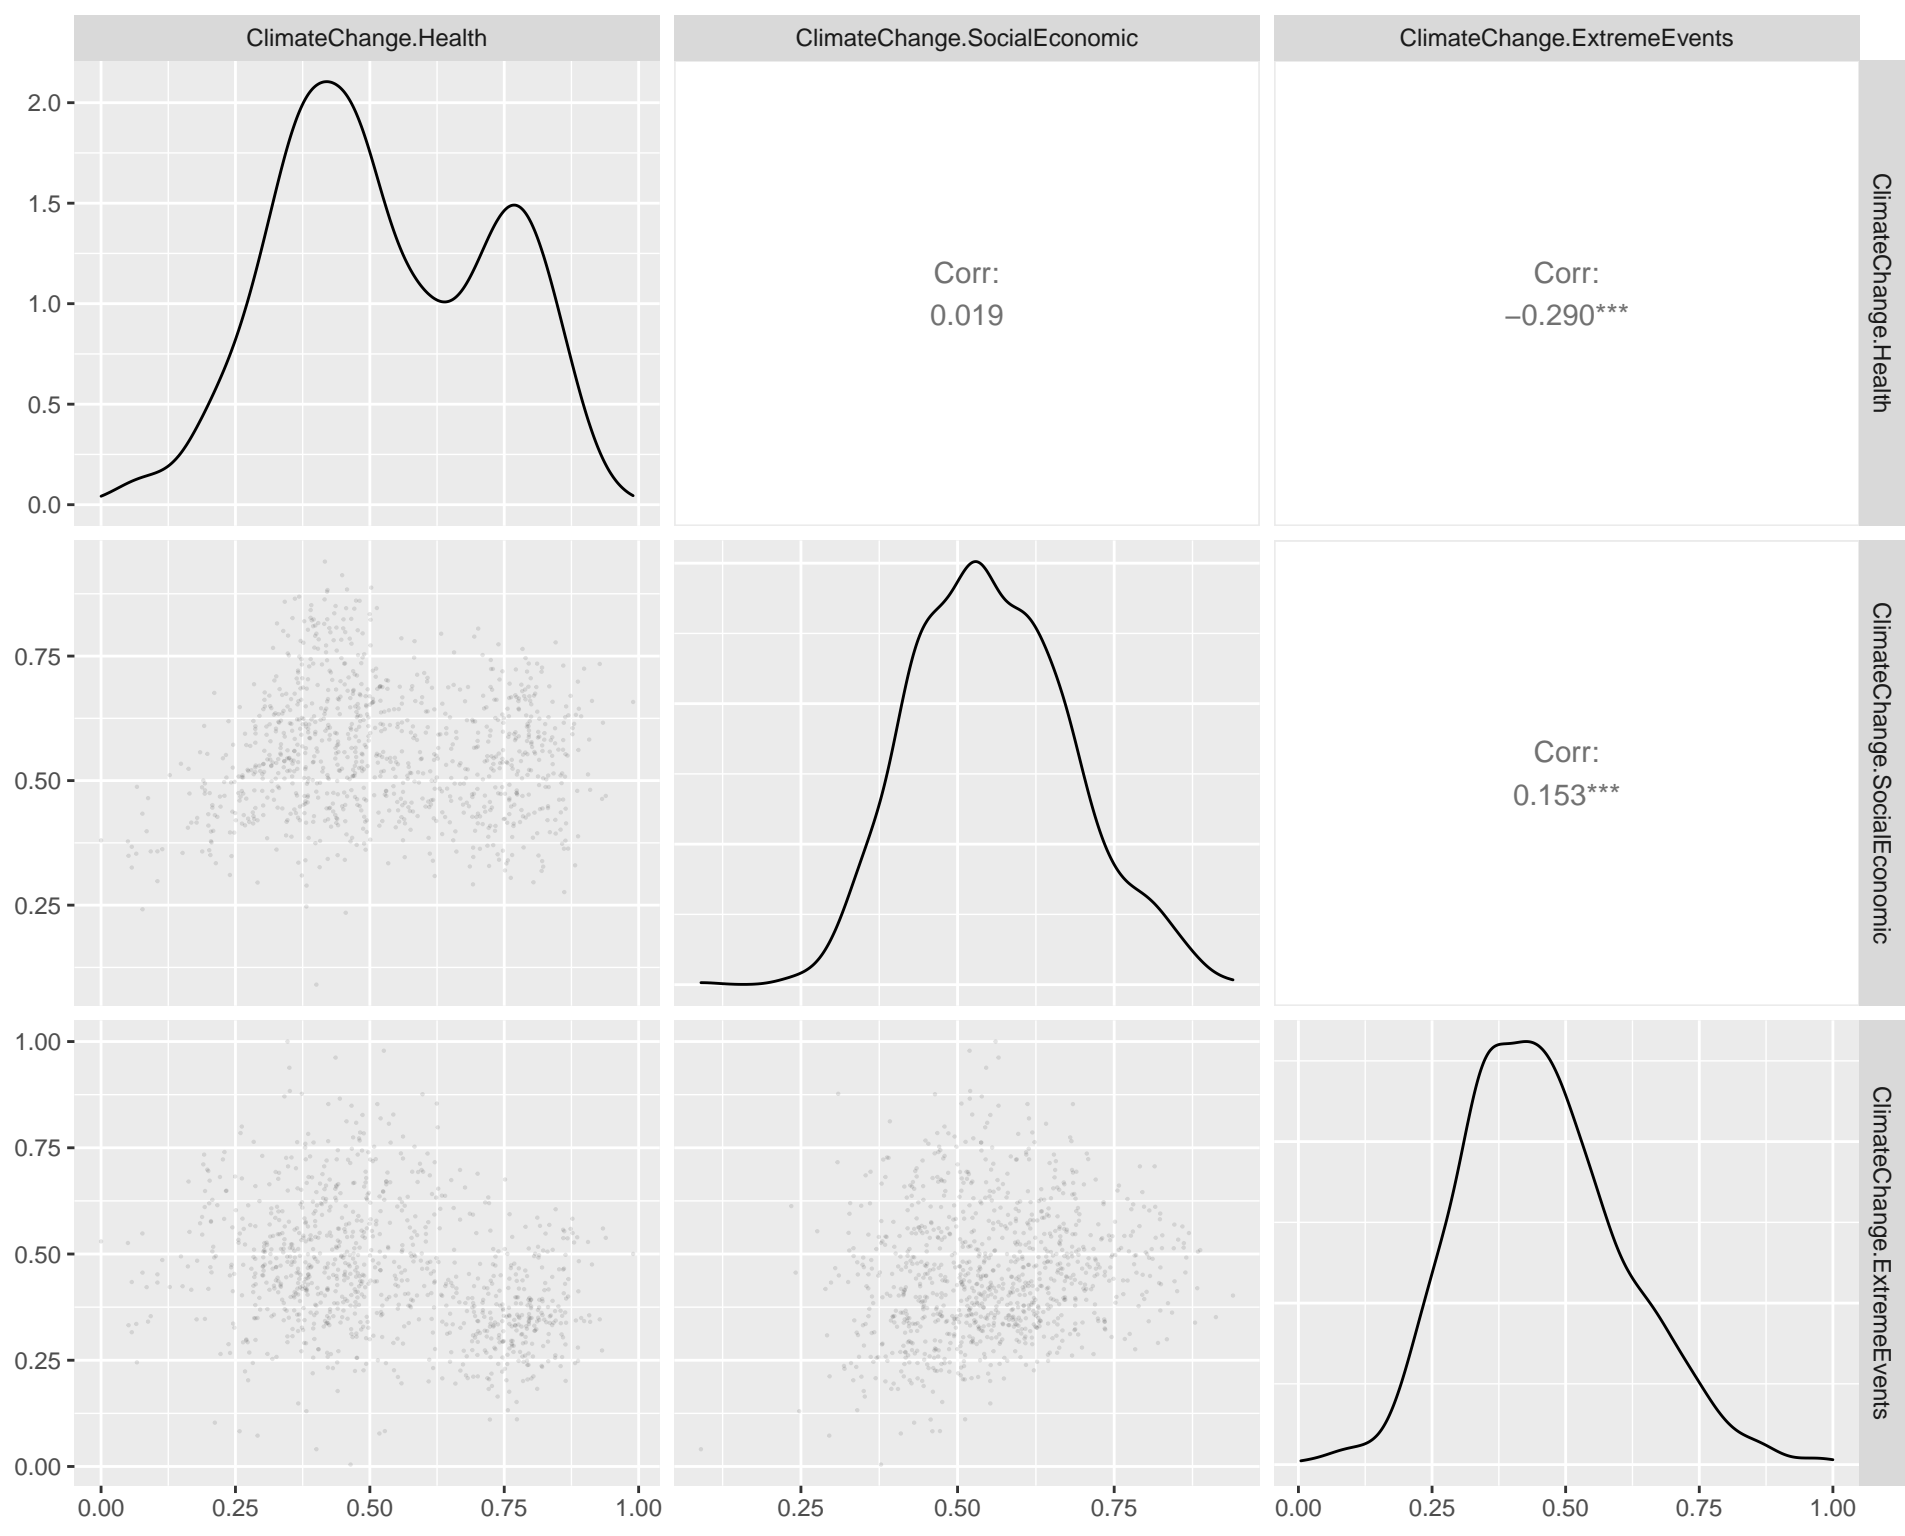 ClimateChange.Health
ClimateChange.SocialEconomic
ClimateChange.ExtremeEvents
2.0
1.5
1.0
0.5
0.0
Corr:
0.019
Corr:
−0.290***
ClimateChange.Health
0.75
0.50
0.25
Corr:
0.153***
ClimateChange.SocialEconomic
1.00
0.75
0.50
0.25
0.00
ClimateChange.ExtremeEvents
0.00 0.25 0.50 0.75 1.00
0.25 0.50 0.75
0.00 0.25 0.50 0.75 1.00